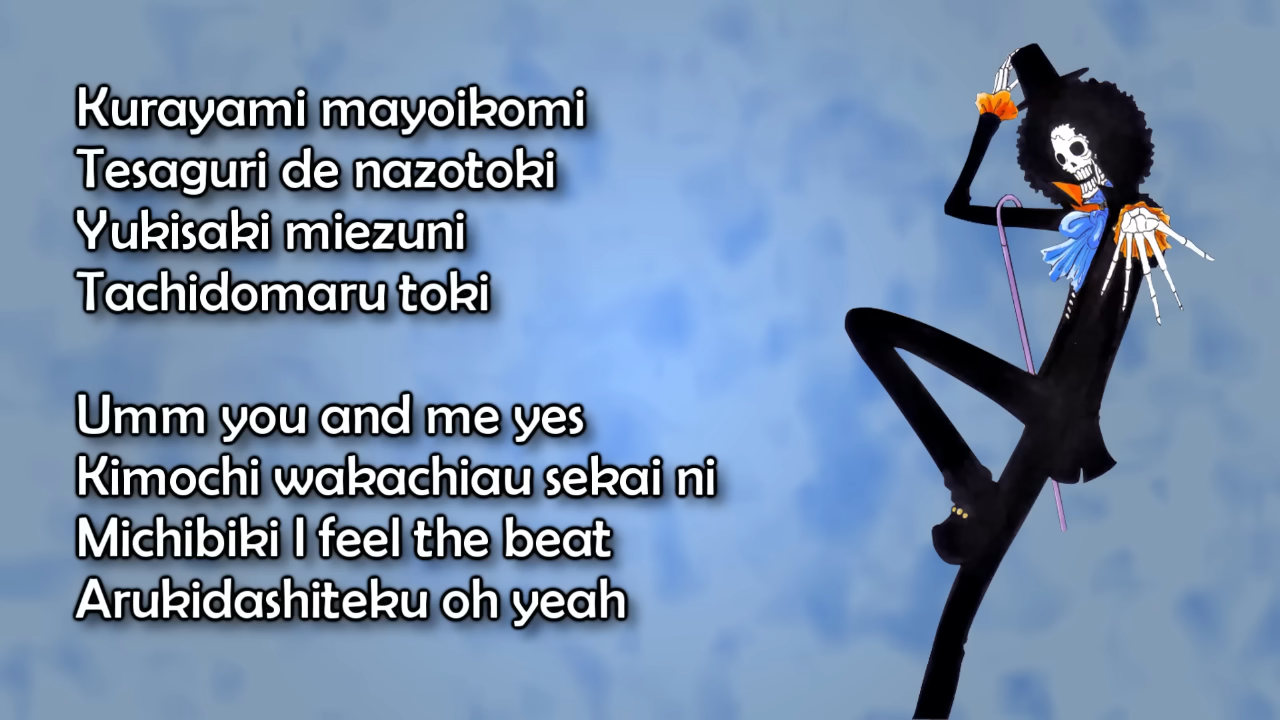 Kurayami mayoikomi
Tesaguri de nazotoki
Yukisaki miezuni
Tachidomaru toki
Umm you and me yes
Kimochi wakachiau sekai ni
Michibiki I feel the beat
Arukidashiteku oh yeah